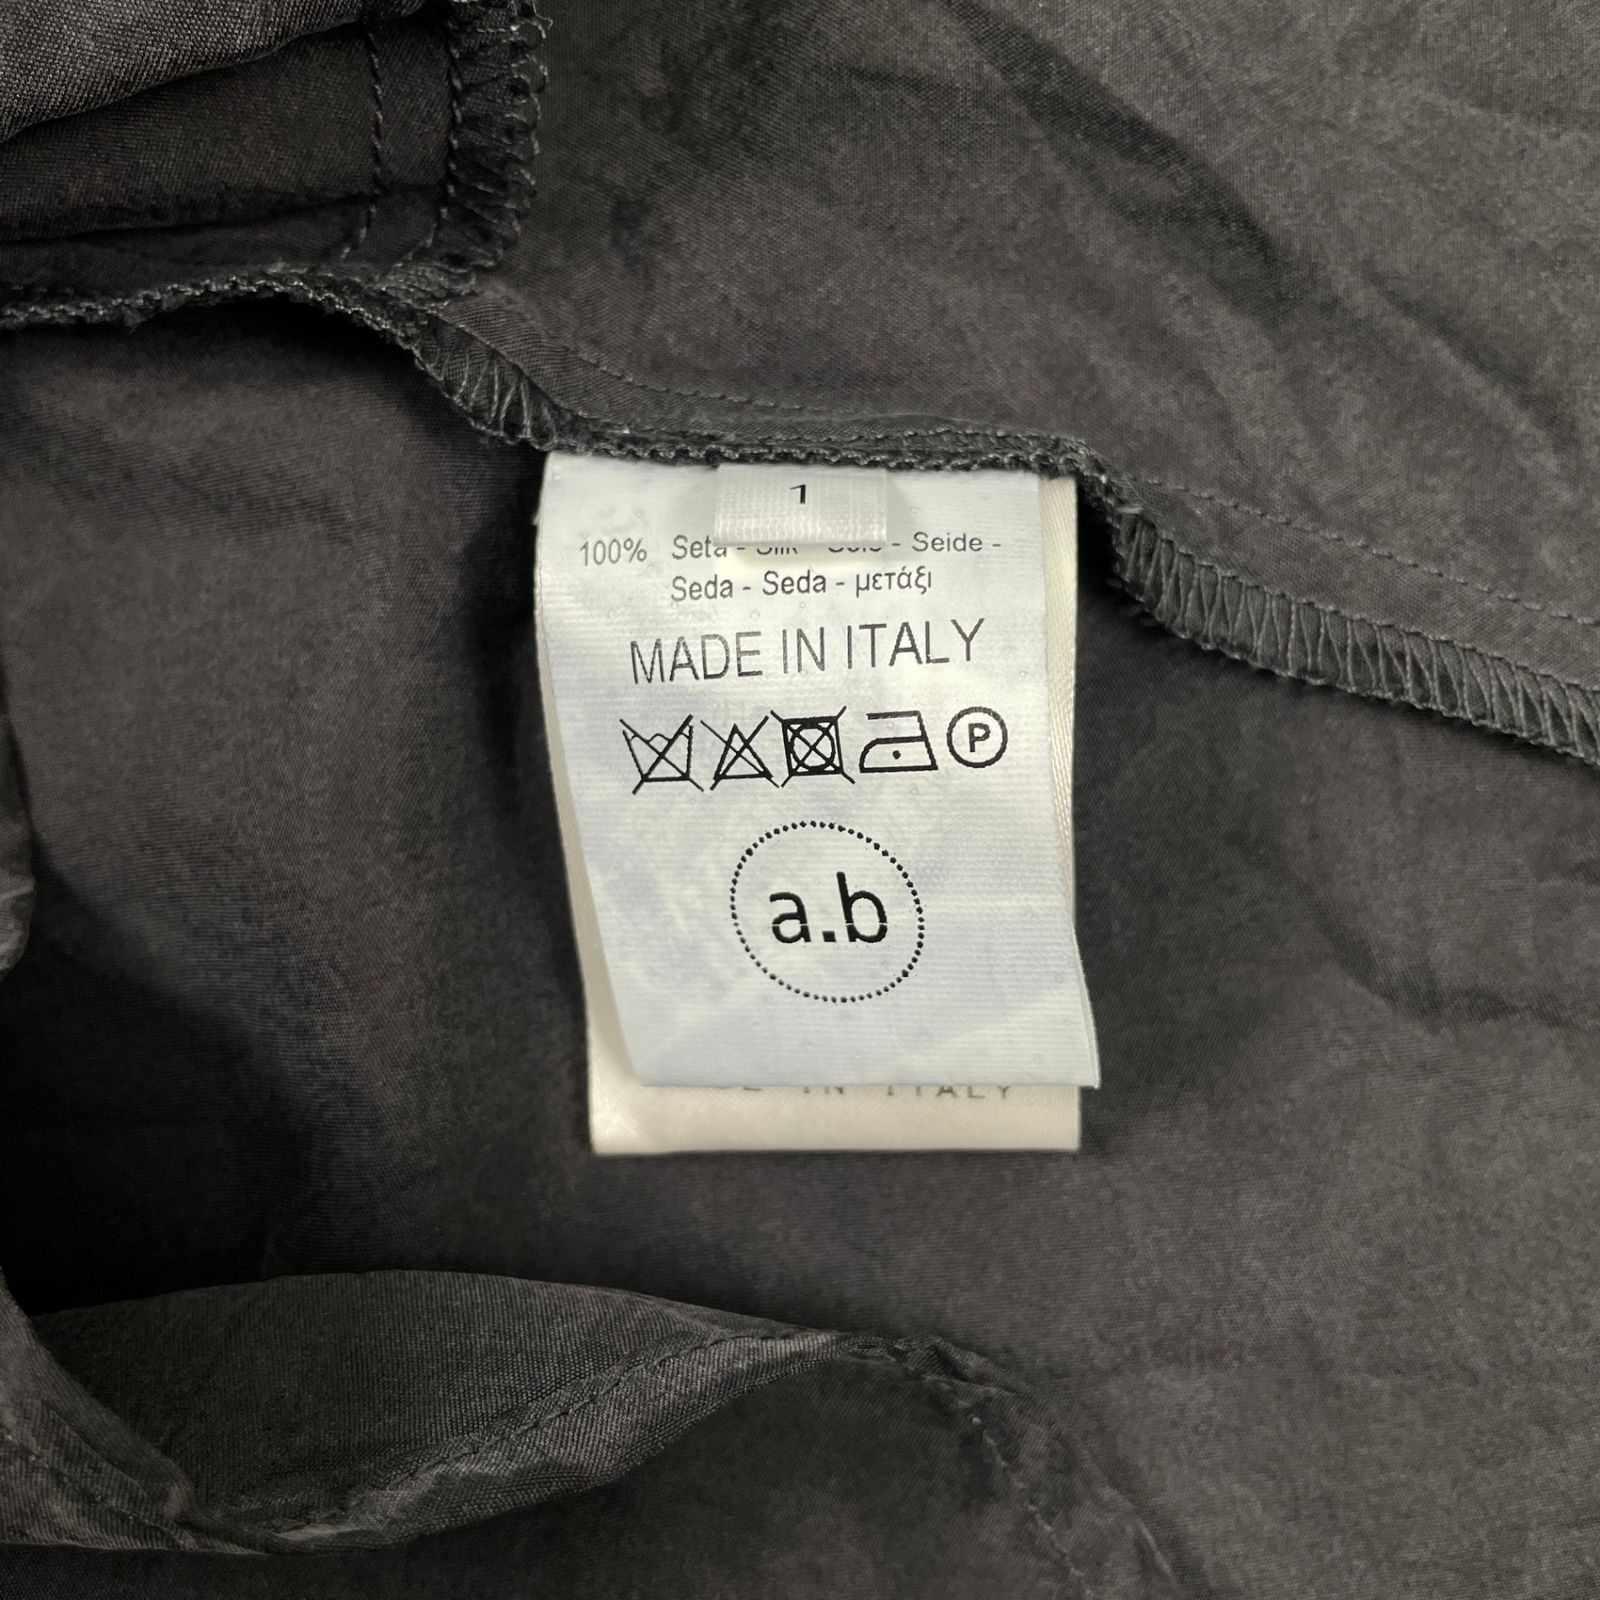 1
100% Seta - Silk - Soie - Seide -
Seda - Seda - μετάξι
MADE IN ITALY
P
a.b
IN ITALY